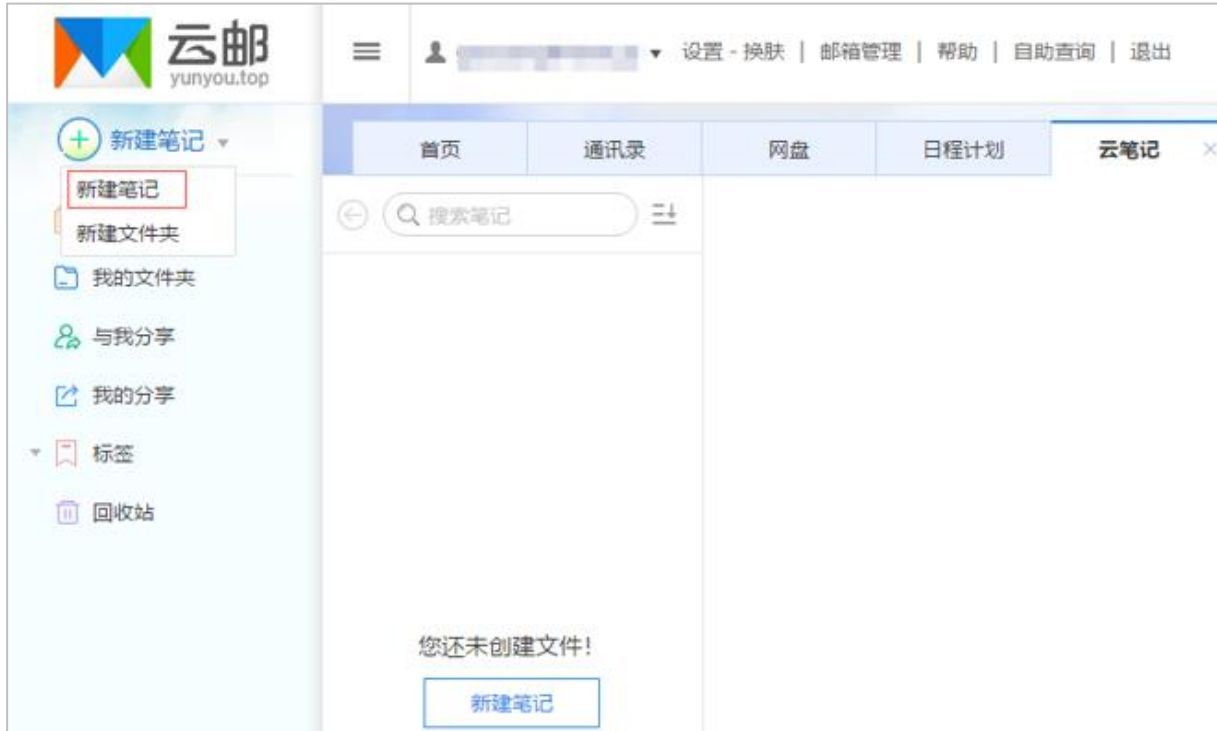 云邮
yunyou.top
设置 - 换肤 | 邮箱管理 | 帮助 | 自助查询 | 退出
新建笔记
新建笔记
新建文件夹
我的文件夹
与我分享
我的分享
标签
回收站
首页 通讯录 网盘 日程计划 云笔记
搜索笔记
您还未创建文件!
新建笔记